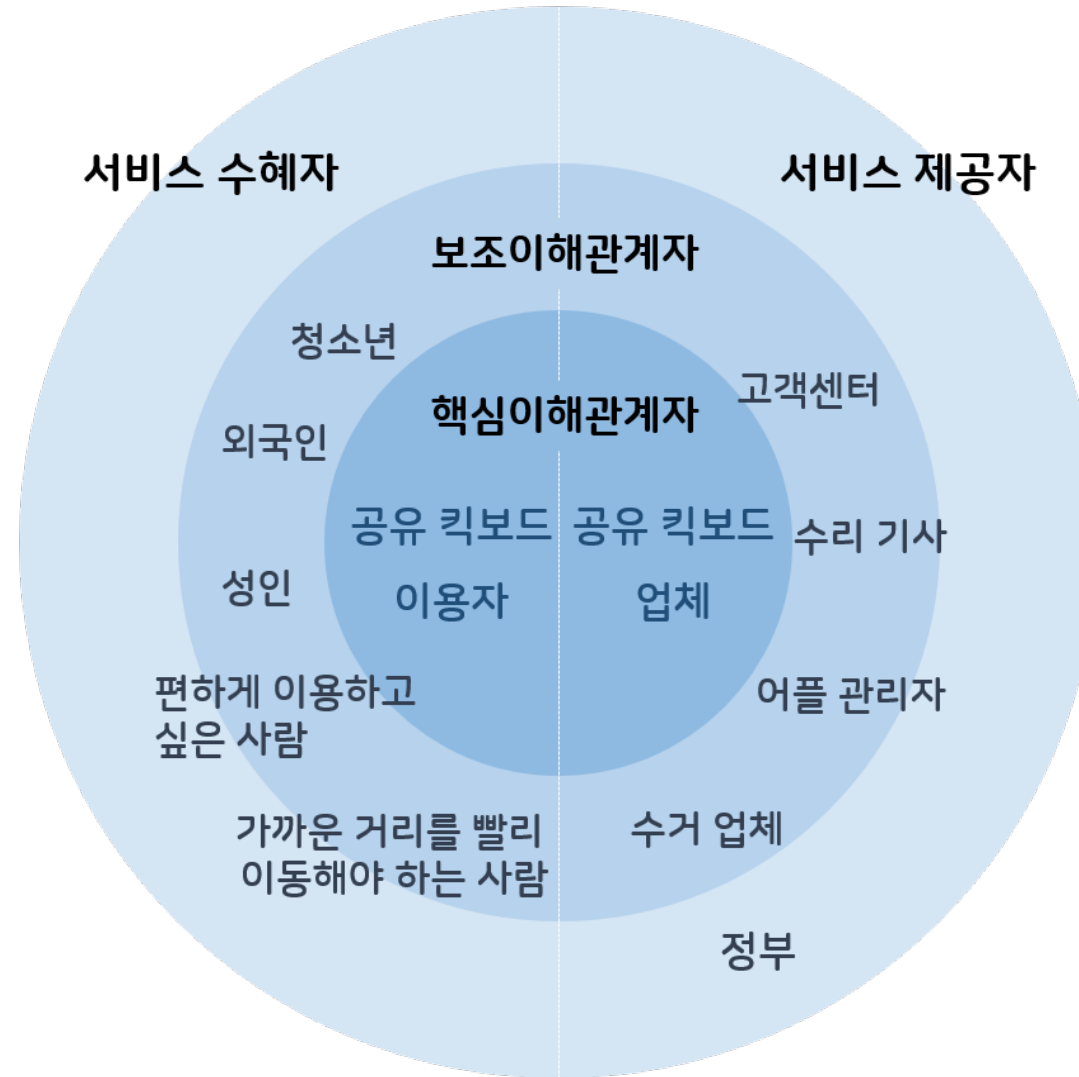 서비스 수혜자
서비스 제공자
보조이해관계자
청소년
고객센터
핵심이해관계자
외국인
공유 킥보드
이용자
공유 킥보드
업체
수리 기사
성인
편하게 이용하고
싶은 사람
어플 관리자
가까운 거리를 빨리
이동해야 하는 사람
수거 업체
정부